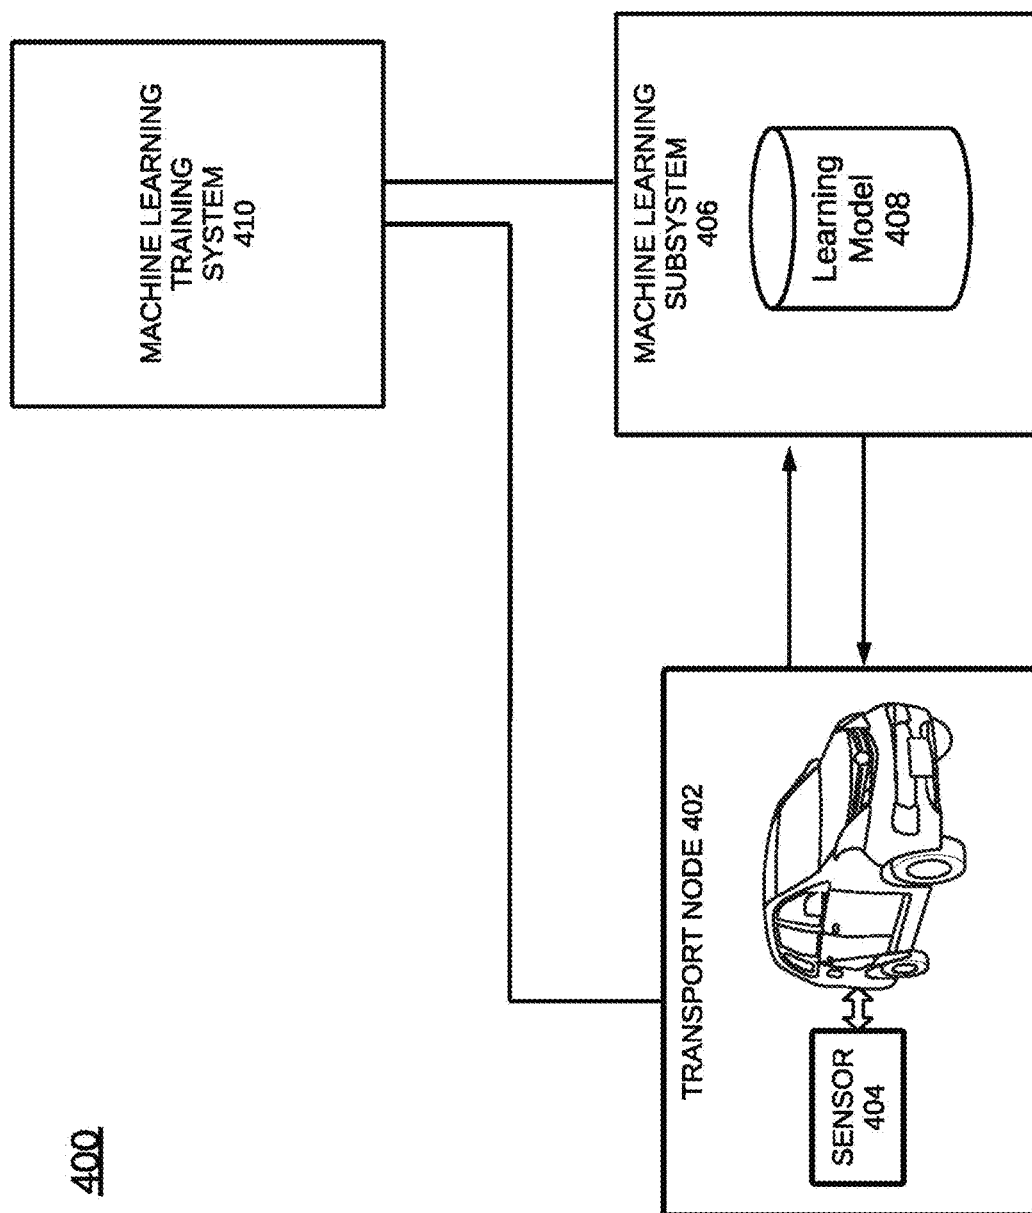 400
MACHINE LEARNING
TRAINING
SYSTEM
410
TRANSPORT NODE 402
SENSOR
404
MACHINE LEARNING
SUBSYSTEM
406
Learning
Model
408